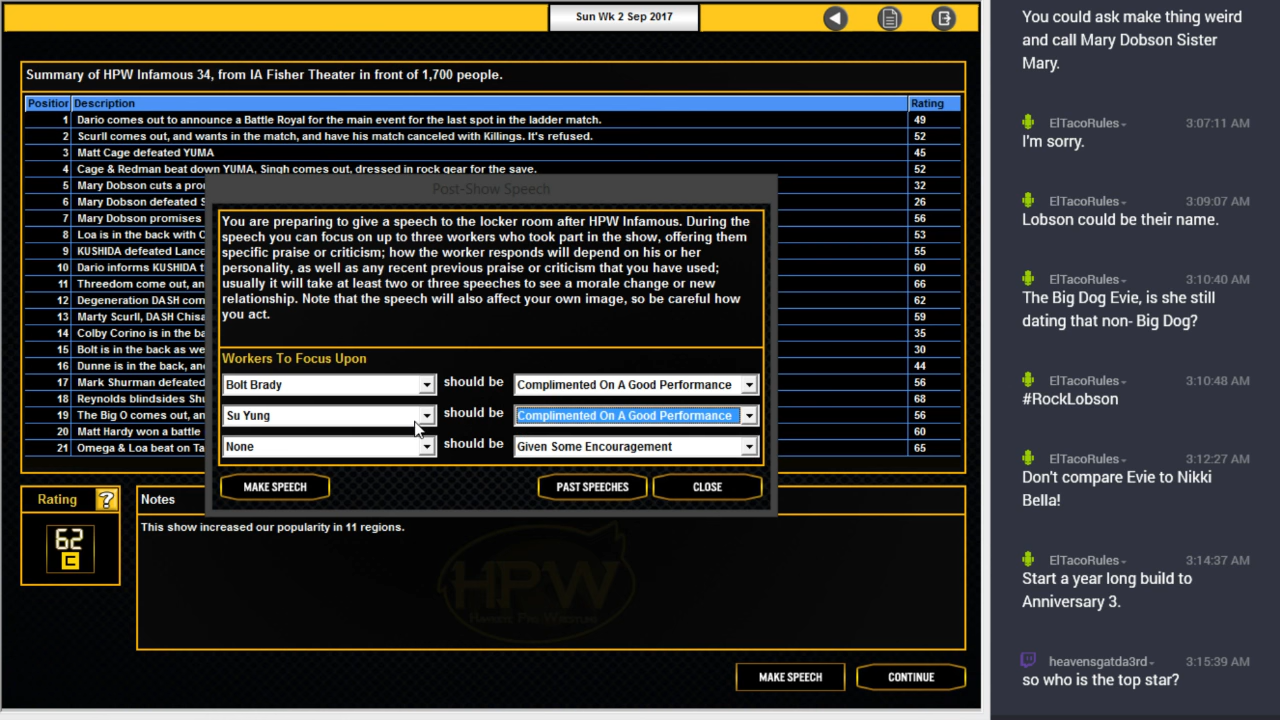 Sun Wk 2 Sep 2017
Summary of HPW Infamous 34, from IA Fisher Theater in front of 1,700 people.
Position Description Rating
1 Dario comes out to announce a Battle Royal for the main event for the last spot in the ladder match. 49
2 Scurll comes out, and wants in the match, and have his match canceled with Killings. It's refused. 52
3 Matt Cage defeated YUMA 45
4 Cage & Redman beat down YUMA, Singh comes out, dressed in rock gear for the save. 52
5 Mary Dobson cuts a pro 32
6 Mary Dobson defeated S 26
7 Mary Dobson promises 56
8 Loa is in the back with C 53
9 KUSHIDA defeated Lance 55
10 Dario informs KUSHIDA t 60
11 Threedom come out, an 66
12 Degeneration DASH com 62
13 Marty Scurll, DASH Chisa 59
14 Colby Corino is in the ba 35
15 Bolt is in the back as we 30
16 Dunne is in the back, an 44
17 Mark Shurman defeated 56
18 Reynolds blindsides Shu 68
19 The Big O comes out, an 56
20 Matt Hardy won a battle 60
21 Omega & Loa beat on Ta 65
Post-Show Speech
You are preparing to give a speech to the locker room after HPW Infamous. During the
speech you can focus on up to three workers who took part in the show, offering them
specific praise or criticism; how the worker responds will depend on his or her
personality, as well as any recent previous praise or criticism that you have used;
usually it will take at least two or three speeches to see a morale change or new
relationship. Note that the speech will also affect your own image, so be careful how
you act.
Workers To Focus Upon
Bolt Brady should be Complimented On A Good Performance
Su Yung should be Complimented On A Good Performance
None should be Given Some Encouragement
MAKE SPEECH PAST SPEECHES CLOSE
Rating ? Notes
62
C
This show increased our popularity in 11 regions.
HPW
MAKE SPEECH CONTINUE
You could ask make thing weird
and call Mary Dobson Sister
Mary.
ElTacoRules 3:07:11 AM
I'm sorry.
ElTacoRules 3:09:07 AM
Lobson could be their name.
ElTacoRules 3:10:40 AM
The Big Dog Evie, is she still
dating that non- Big Dog?
ElTacoRules 3:10:48 AM
#RockLobson
ElTacoRules 3:12:27 AM
Don't compare Evie to Nikki
Bella!
ElTacoRules 3:14:37 AM
Start a year long build to
Anniversary 3.
heavensgatda3rd 3:15:39 AM
so who is the top star?